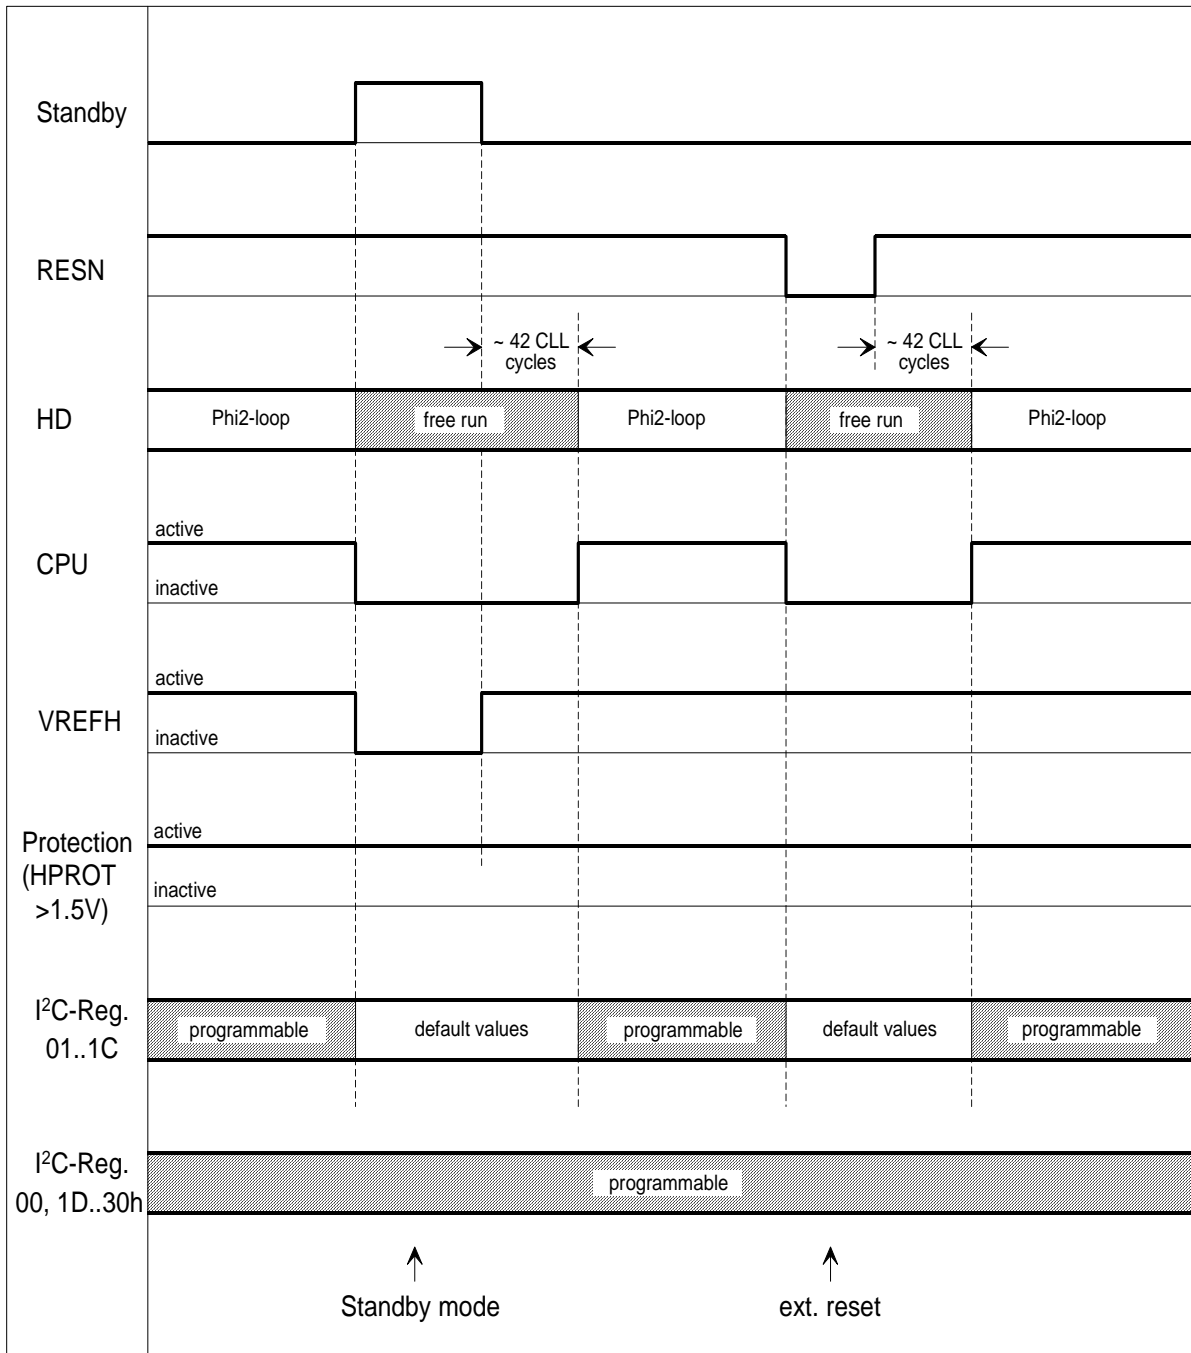 Standby
RESN
~ 42 CLL
cycles
~ 42 CLL
cycles
HD
Phi2-loop
free run
Phi2-loop
free run
Phi2-loop
active
CPU
inactive
active
VREFH
inactive
active
Protection
(HPROT
>1.5V)
inactive
I²C-Reg.
01..1C
programmable
default values
programmable
default values
programmable
I²C-Reg.
00, 1D..30h
programmable
Standby mode
ext. reset